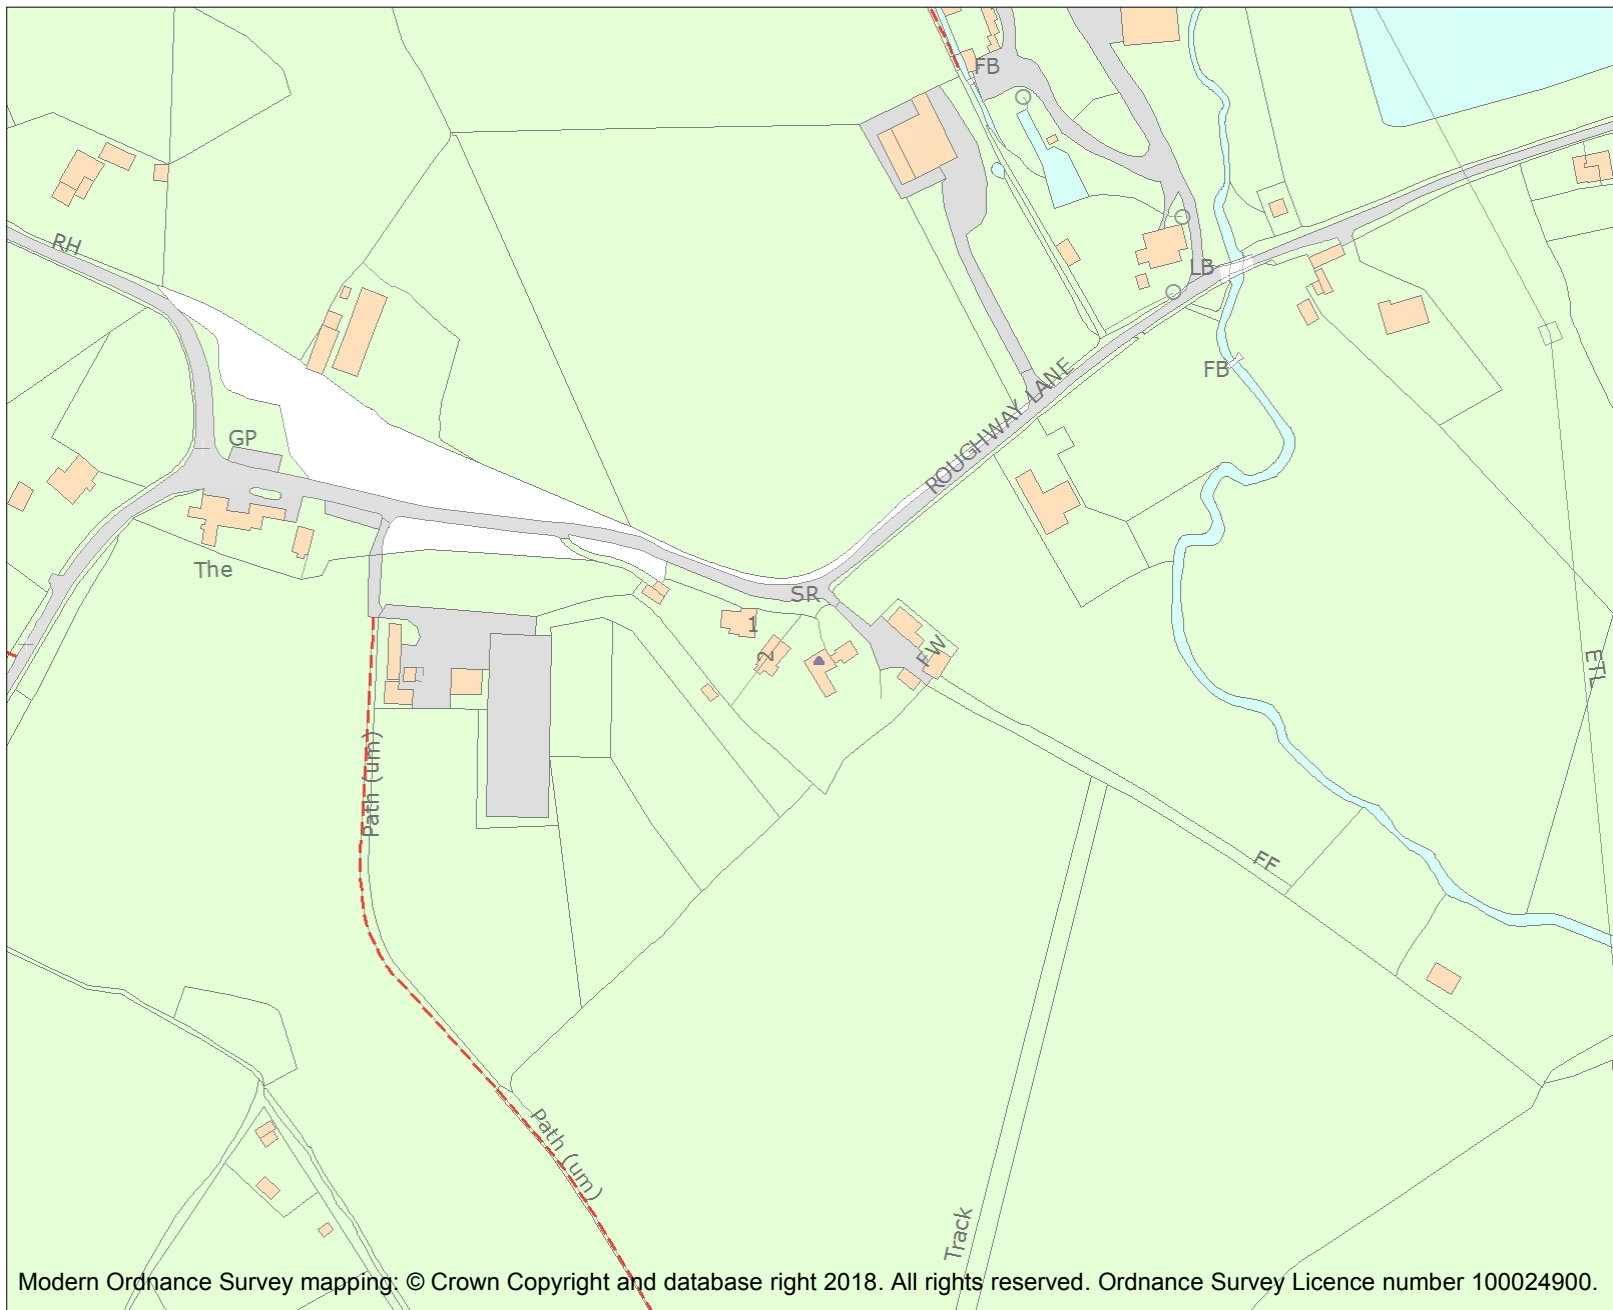 FB
RH
LB
FB
ROUGHWAY LANE
GP
The
SR
1
2
FW
ETL
Path (um)
FF
Path (um)
Track
Modern Ordnance Survey mapping: © Crown Copyright and database right 2018. All rights reserved. Ordnance Survey Licence number 100024900.